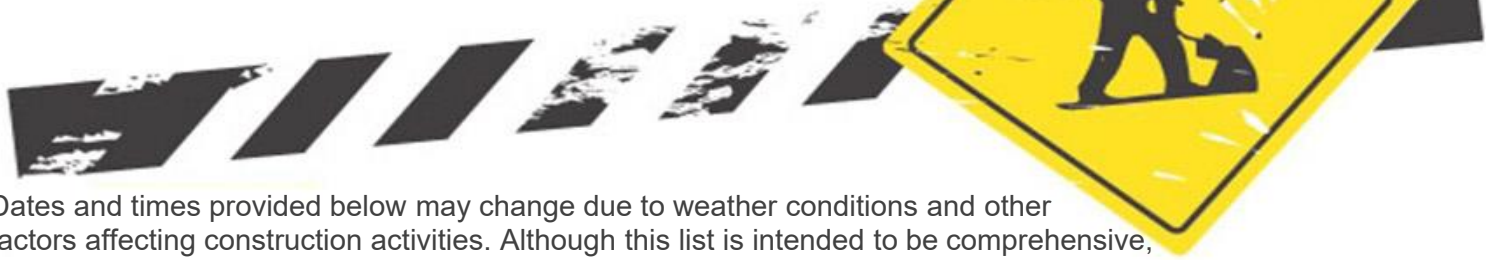 Dates and times provided below may change due to weather conditions and other
actors affecting construction activities. Although this list is intended to be comprehensive,